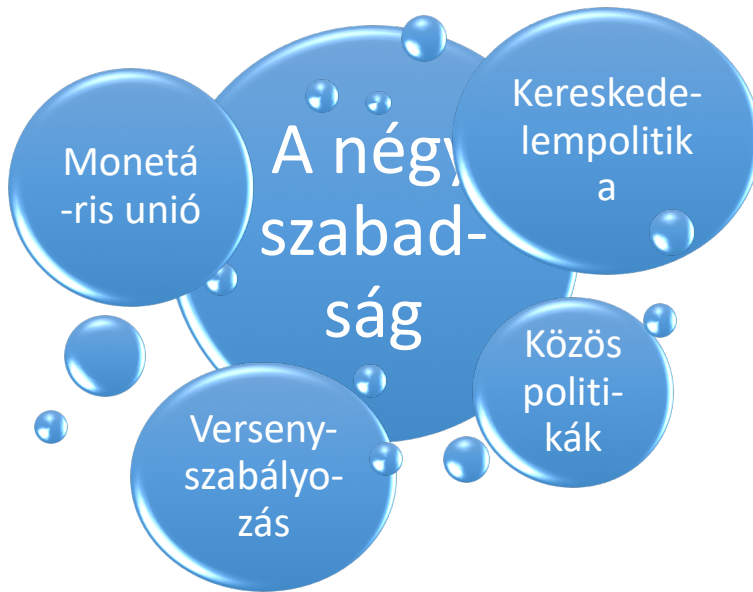 Monetá
-ris unió
A négy
szabad-
ság
Kereskede-
lempolitik
a
Közös
politi-
kák
Verseny-
szabályo-
zás